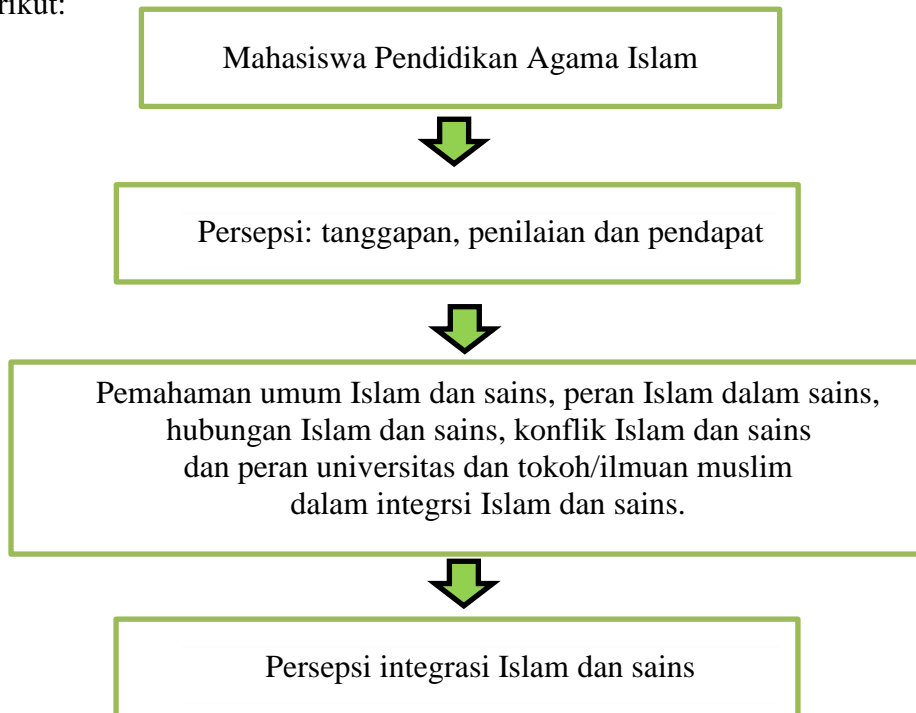 rikut:
Mahasiswa Pendidikan Agama Islam
Persepsi: tanggapan, penilaian dan pendapat
Pemahaman umum Islam dan sains, peran Islam dalam sains,
hubungan Islam dan sains, konflik Islam dan sains
dan peran universitas dan tokoh/ilmuan muslim
dalam integrsi Islam dan sains.
Persepsi integrasi Islam dan sains